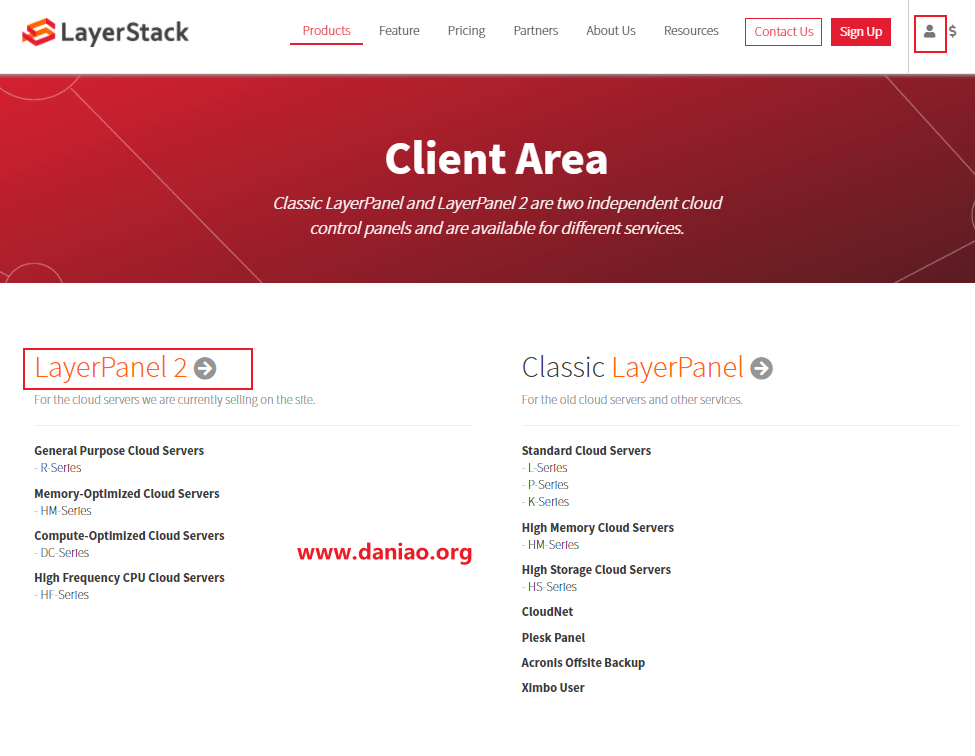 LayerStack
Products
Feature
Pricing
Partners
About Us
Resources
Contact Us
Sign Up
$
Client Area
Classic LayerPanel and LayerPanel 2 are two independent cloud
control panels and are available for different services.
LayerPanel 2
For the cloud servers we are currently selling on the site.
General Purpose Cloud Servers
- R-Series
Memory-Optimized Cloud Servers
- HM-Series
Compute-Optimized Cloud Servers
- DC-Series
High Frequency CPU Cloud Servers
- HF-Series
www.daniao.org
Classic LayerPanel
For the old cloud servers and other services.
Standard Cloud Servers
- L-Series
- P-Series
- K-Series
High Memory Cloud Servers
- HM-Series
High Storage Cloud Servers
- HS-Series
CloudNet
Plesk Panel
Acronis Offsite Backup
Ximbo User